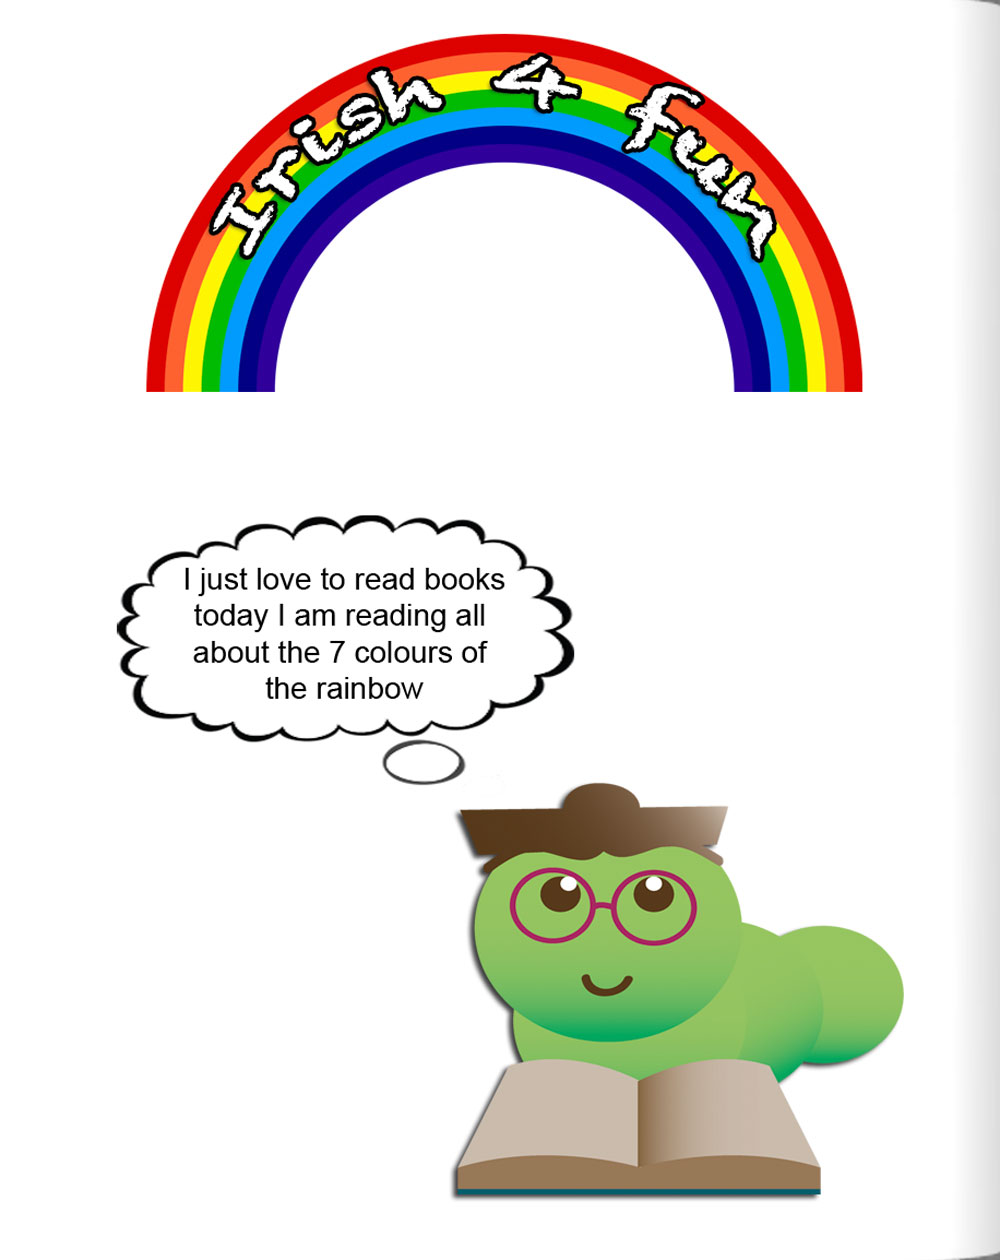 Irish 4 fun
I just love to read books
today I am reading all
about the 7 colours of
the rainbow